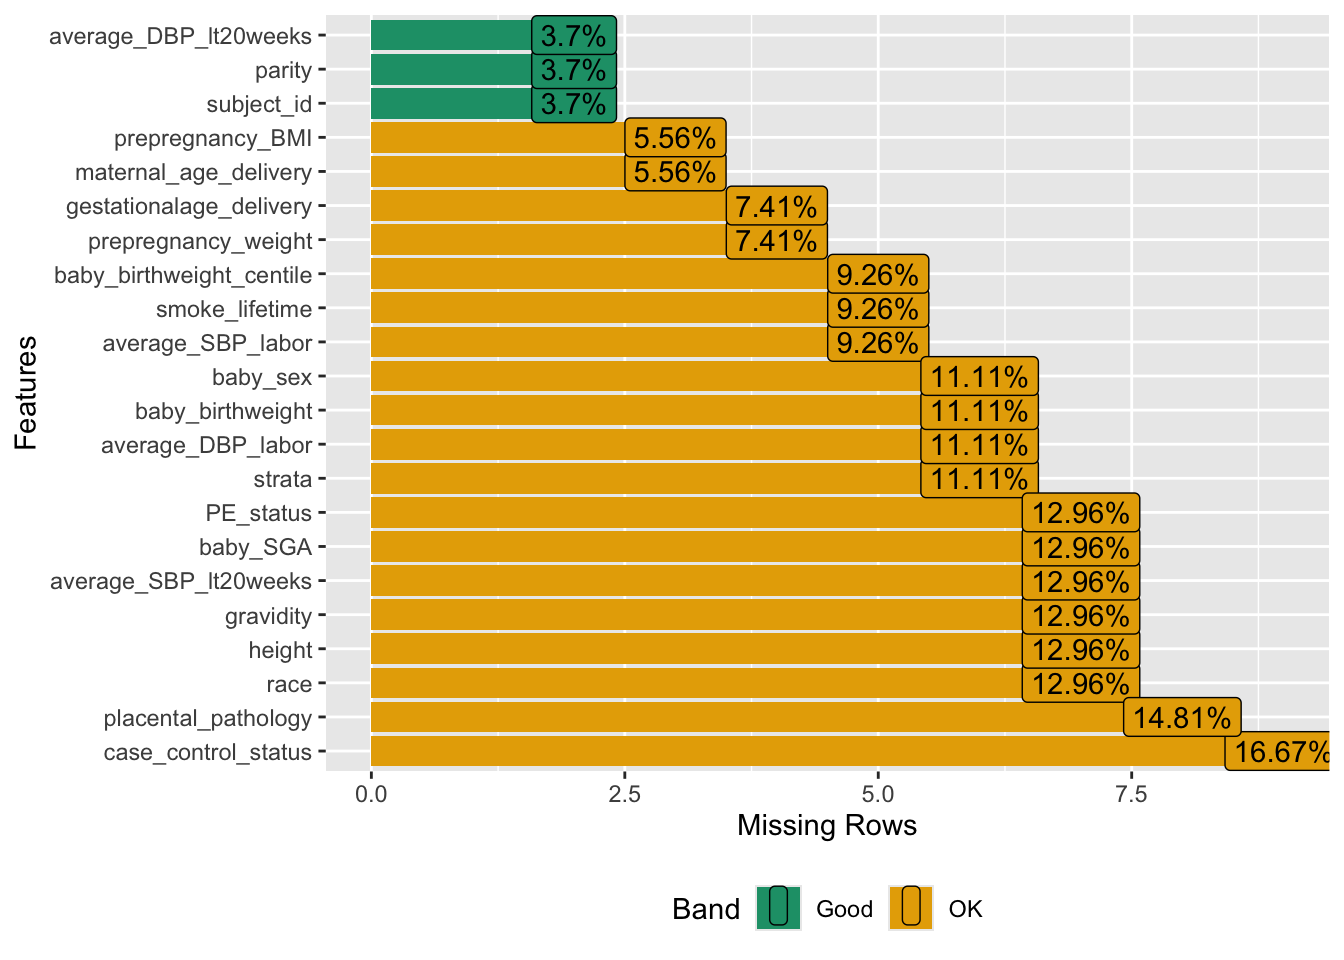 average_DBP_lt20weeks 3.7%
parity 3.7%
subject_id 3.7%
prepregnancy_BMI 5.56%
maternal_age_delivery 5.56%
gestationalage_delivery 7.41%
prepregnancy_weight 7.41%
baby_birthweight_centile 9.26%
smoke_lifetime 9.26%
average_SBP_labor 9.26%
baby_sex 11.11%
baby_birthweight 11.11%
average_DBP_labor 11.11%
strata 11.11%
PE_status 12.96%
baby_SGA 12.96%
average_SBP_lt20weeks 12.96%
gravidity 12.96%
height 12.96%
race 12.96%
placental_pathology 14.81%
case_control_status 16.67%
Features
0.0 2.5 5.0 7.5
Missing Rows
Band Good OK